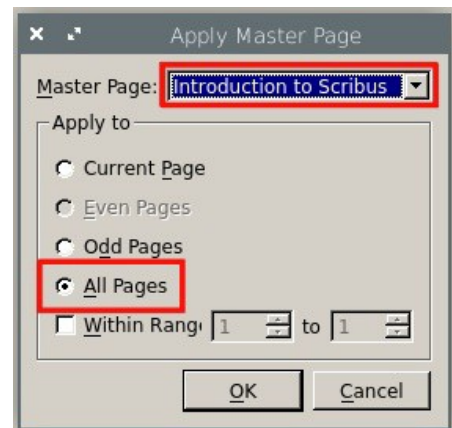 Apply Master Page
Master Page: Introduction to Scribus
Apply to
Current Page
Even Pages
Odd Pages
All Pages
Within Rang 1 to 1
OK Cancel